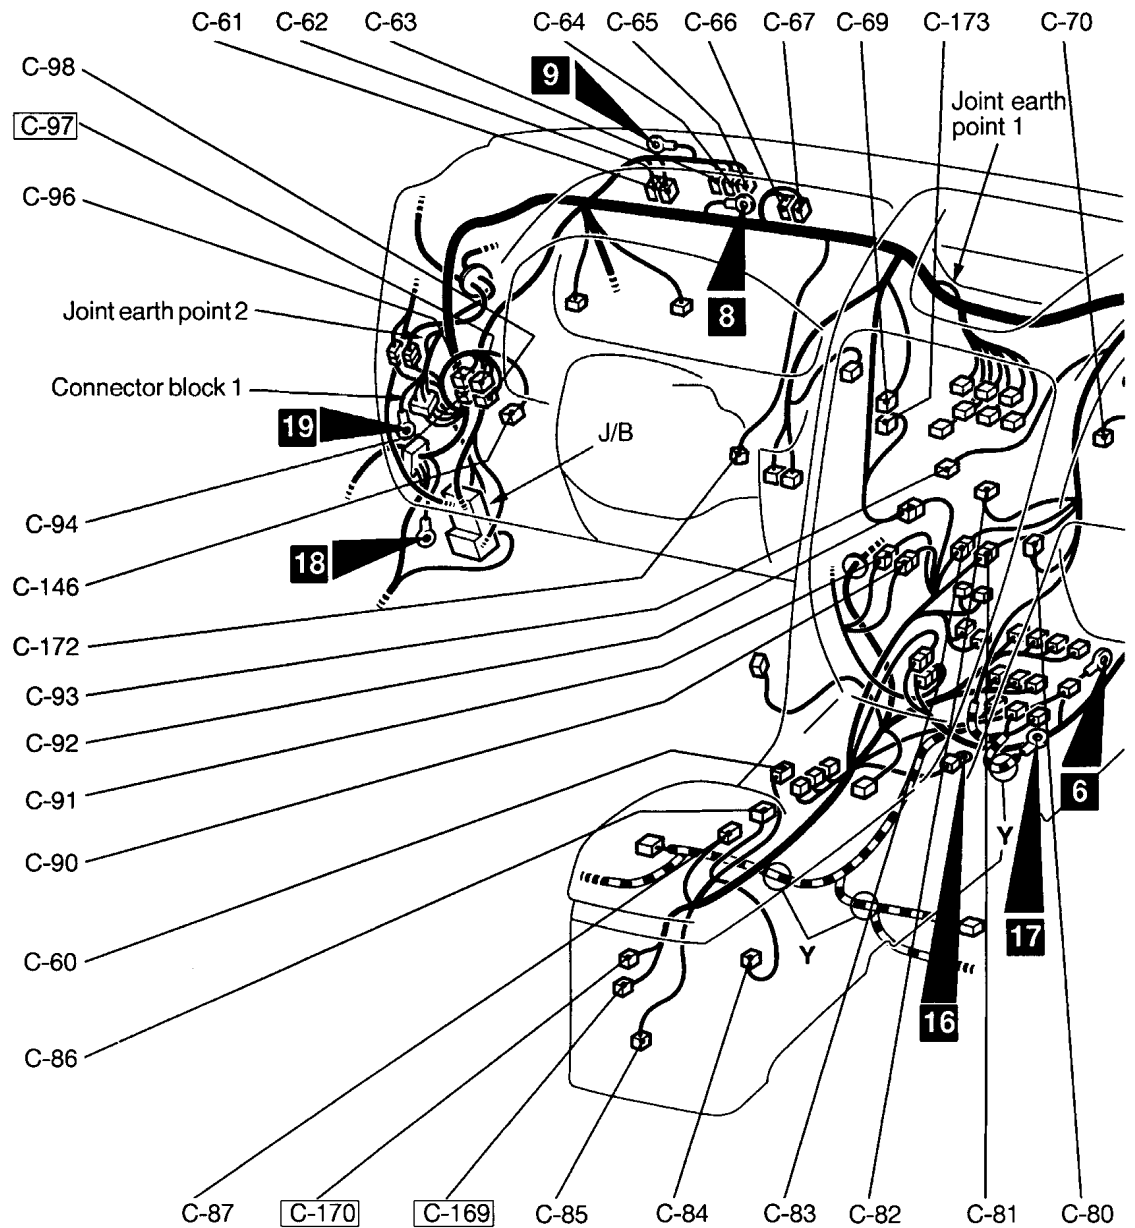 C-61 C-62 C-63 C-64 C-65 C-66 C-67 C-69 C-173 C-70
C-98
9
Joint earth
point 1
C-97
C-96
Joint earth point 2
8
Connector block 1
19
J/B
C-94
18
C-146
C-172
C-93
C-92
6
C-91
Y
C-90
17
Y
C-60
16
C-86
C-87 C-170 C-169 C-85 C-84 C-83 C-82 C-81 C-80